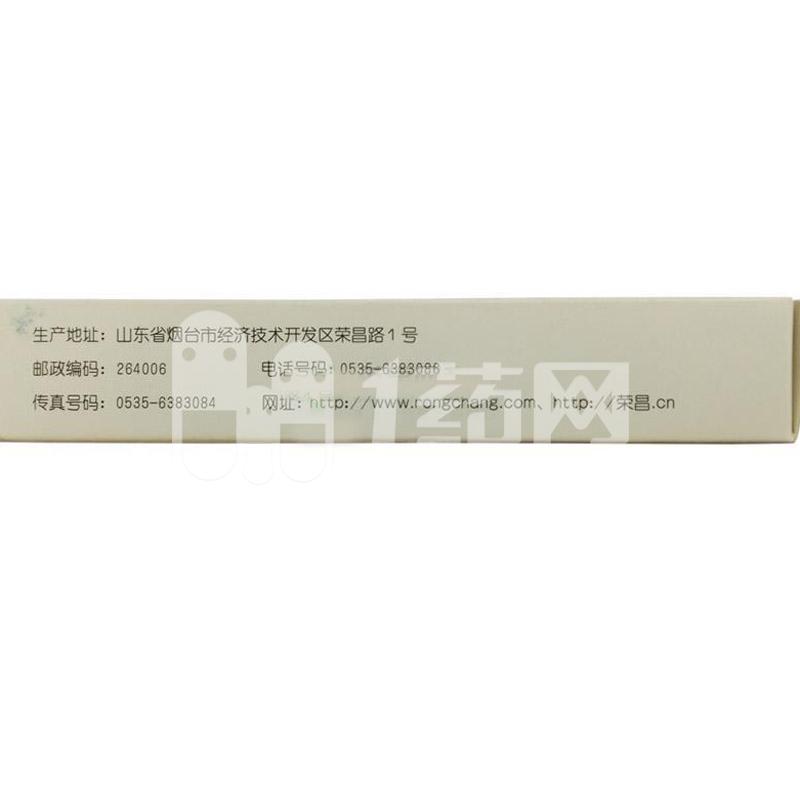 生产地址：山东省烟台市经济技术开发区荣昌路1号
邮政编码：264006 电话号码：0535-6383086
传真号码：0535-6383084 网址：http://www.rongchang.com、http://荣昌.cn
1药网